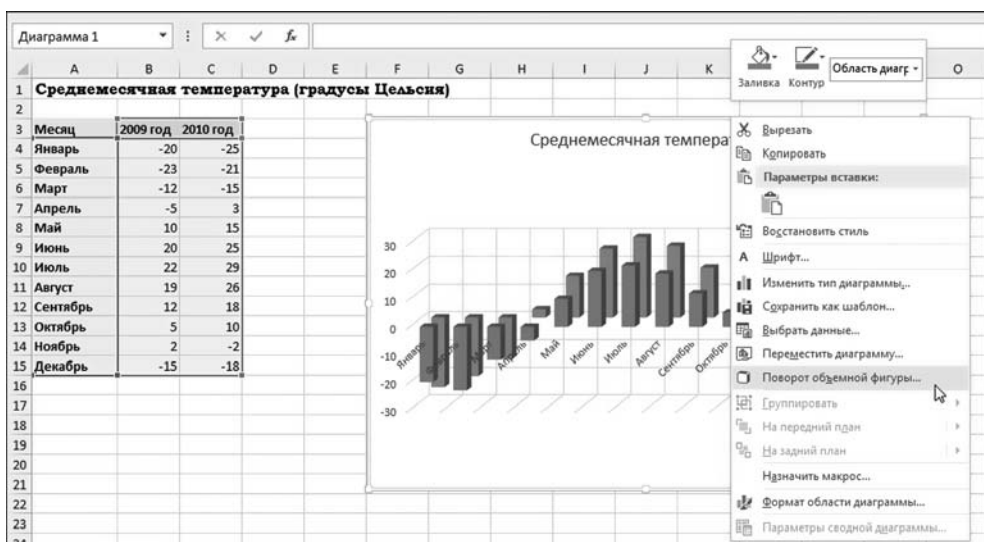 Диаграмма 1
fx
Заливка Контур Область диагр
A B C D E F G H I J K O
1 Среднемесячная температура (градусы Цельсия)
2
3 Месяц 2009 год 2010 год
4 Январь -20 -25
5 Февраль -23 -21
6 Март -12 -15
7 Апрель -5 3
8 Май 10 15
9 Июнь 20 25
10 Июль 22 29
11 Август 19 26
12 Сентябрь 12 18
13 Октябрь 5 10
14 Ноябрь 2 -2
15 Декабрь -15 -18
16
17
18
19
20
21
22
23
Среднемесячная темпера
30
20
10
0
-10
-20
-30
Январь Февраль Март Апрель Май Июнь Июль Август Сентябрь Октябрь
Вырезать
Копировать
Параметры вставки:
Восстановить стиль
Шрифт...
Изменить тип диаграммы...
Сохранить как шаблон...
Выбрать данные...
Переместить диаграмму...
Поворот объемной фигуры...
Группировать
На передний план
На задний план
Назначить макрос...
Формат области диаграммы...
Параметры сводной диаграммы...